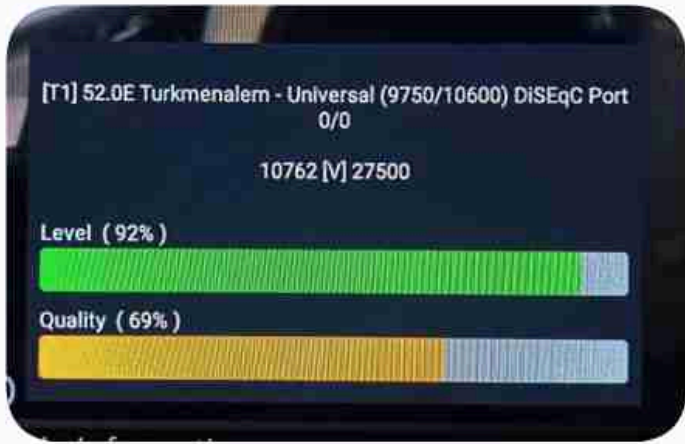 [T1] 52.0E Turkmenalem - Universal (9750/10600) DiSEqC Port
0/0
10762 [V] 27500
Level ( 92% )
Quality ( 69% )